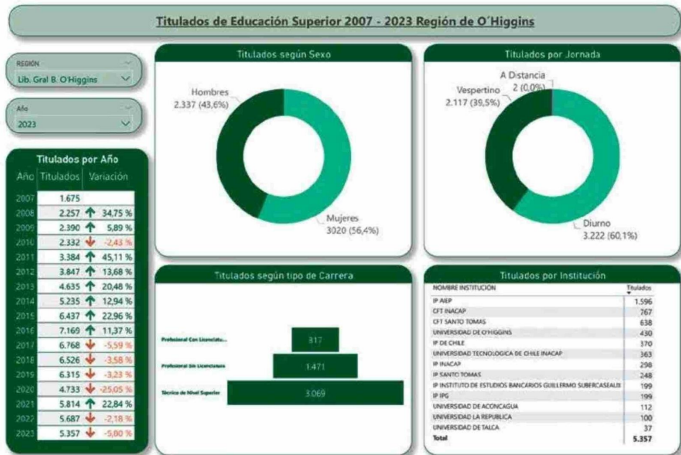 Titulados de Educación Superior 2007 - 2023 Región de O´Higgins
REGIÓN
Lib. Gral B. O'Higgins
Año
2023
Titulados por Año
Año Titulados Variación
2007 1.675
2008 2.257 34,75 %
2009 2.390 5,89 %
2010 2.332 -2,43 %
2011 3.384 45,11 %
2012 3.847 13,68 %
2013 4.635 20,48 %
2014 5.235 12,94 %
2015 6.437 22,96 %
2016 7.169 11,37 %
2017 6.768 -5,59 %
2018 6.526 -3,58 %
2019 6.315 -3,23 %
2020 4.733 -25,05 %
2021 5.814 22,84 %
2022 5.687 -2,18 %
2023 5.357 -5,80 %
Titulados según Sexo
Hombres
2.337 (43,6%)
Mujeres
3020 (56,4%)
Titulados por Jornada
A Distancia
2 (0,0%)
Vespertino
2.117 (39,5%)
Diurno
3.222 (60,1%)
Titulados según tipo de Carrera
Profesional Con Licenciatu...
817
Profesional Sin Licenciatura
1.471
Técnico de Nivel Superior
3.069
Titulados por Institución
NOMBRE INSTITUCIÓN Titulados
IP AIEP 1.596
CFT INACAP 767
CFT SANTO TOMAS 638
UNIVERSIDAD DE O'HIGGINS 430
IP DE CHILE 370
UNIVERSIDAD TECNOLOGICA DE CHILE INACAP 363
IP INACAP 298
IP SANTO TOMAS 248
IP INSTITUTO DE ESTUDIOS BANCARIOS GUILLERMO SUBERCASEAUX 199
IP IPG 199
UNIVERSIDAD DE ACONCAGUA 112
UNIVERSIDAD LA REPUBLICA 100
UNIVERSIDAD DE TALCA 37
Total 5.357